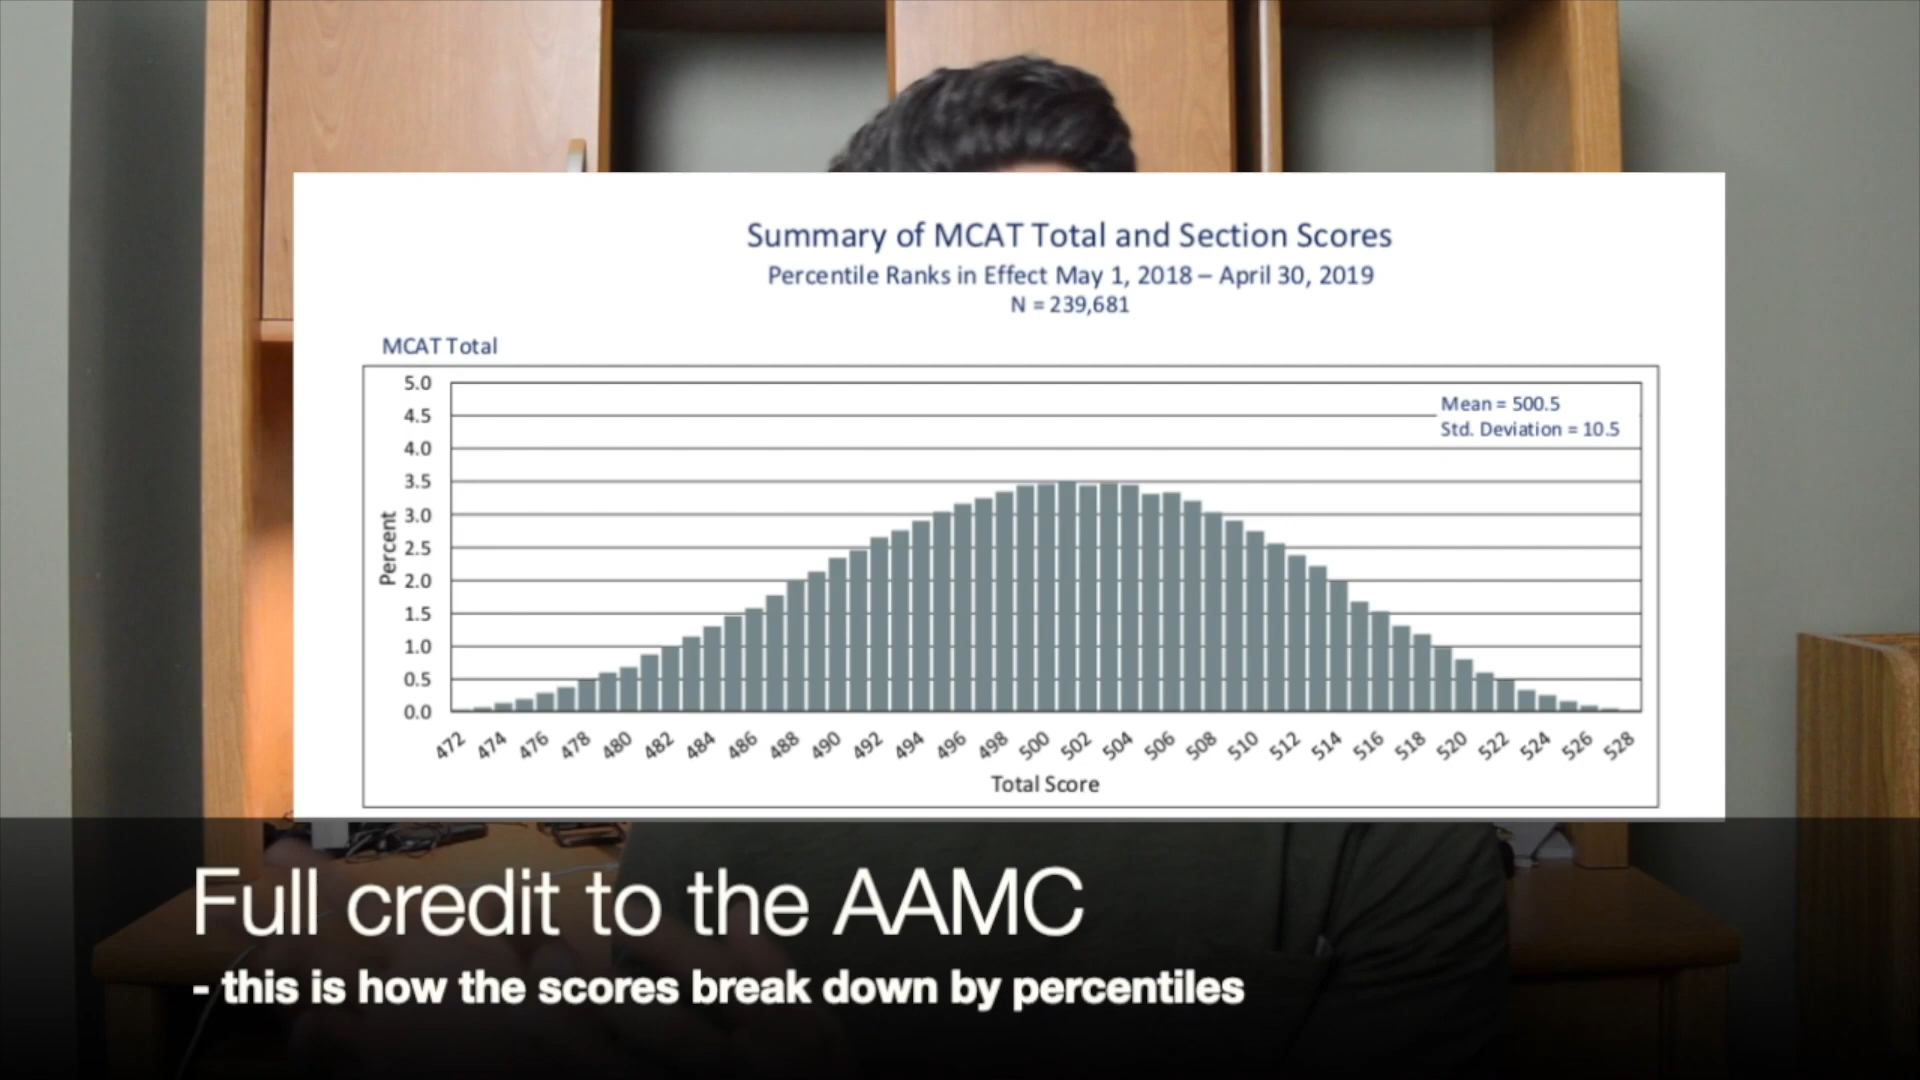 Summary of MCAT Total and Section Scores
Percentile Ranks in Effect May 1, 2018 – April 30, 2019
N = 239,681
MCAT Total
Mean = 500.5
Std. Deviation = 10.5
5.0
4.5
4.0
3.5
3.0
2.5
2.0
1.5
1.0
0.5
0.0
Percent
472 474 476 478 480 482 484 486 488 490 492 494 496 498 500 502 504 506 508 510 512 514 516 518 520 522 524 526 528
Total Score
Full credit to the AAMC
- this is how the scores break down by percentiles